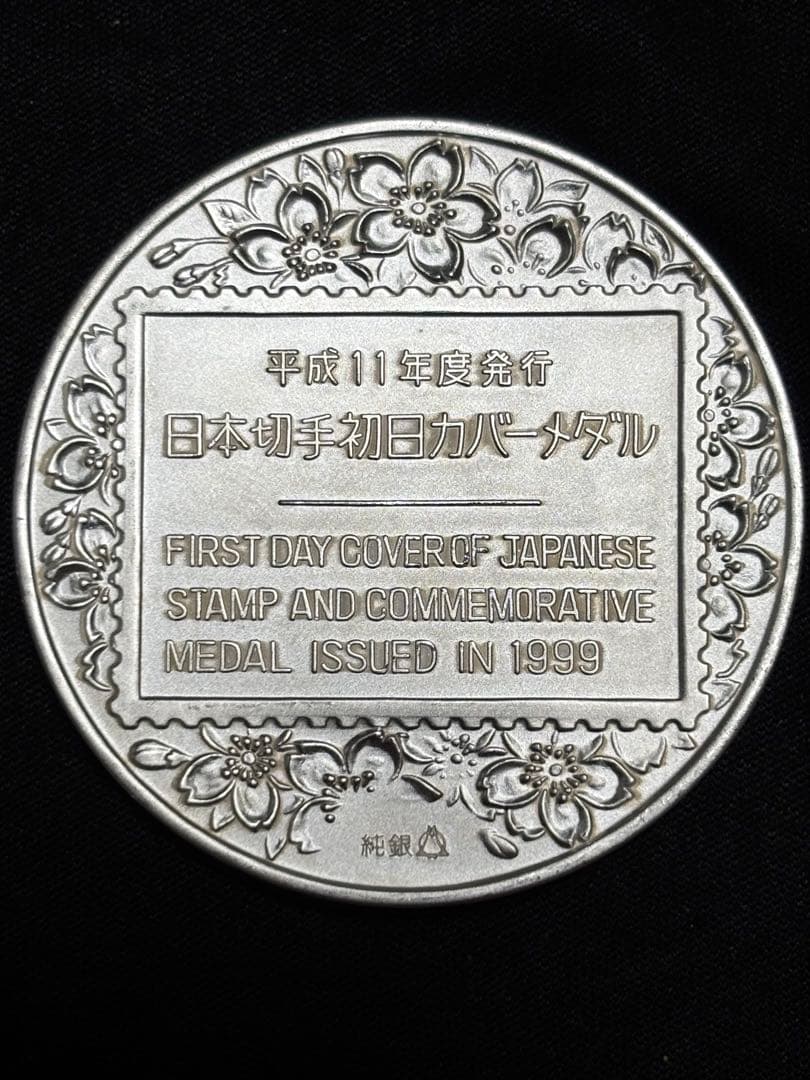 平成11年度発行
日本切手初日カバーメダル
FIRST DAY COVER OF JAPANESE
STAMP AND COMMEMORATIVE
MEDAL ISSUED IN 1999
純銀